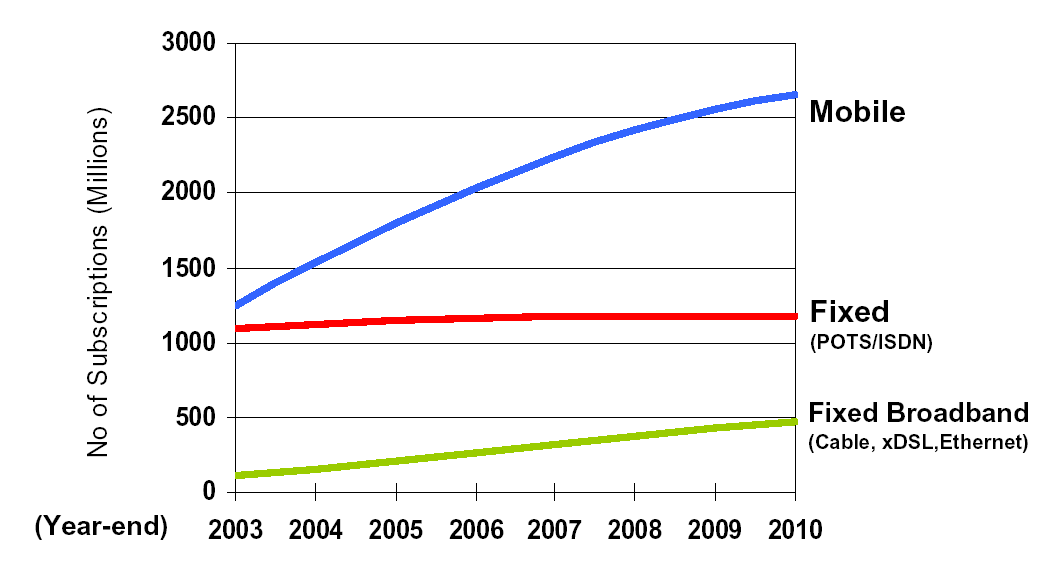 3000
2500
2000
1500
1000
500
0
No of Subscriptions (Millions)
Mobile
Fixed
(POTS/ISDN)
Fixed Broadband
(Cable, xDSL,Ethernet)
(Year-end) 2003 2004 2005 2006 2007 2008 2009 2010